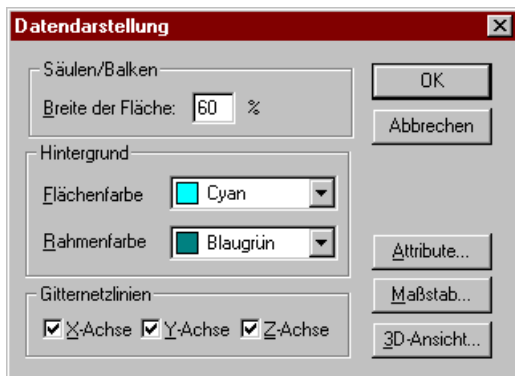 Datendarstellung
Säulen/Balken
Breite der Fläche: 60 %
Hintergrund
Flächenfarbe Cyan
Rahmenfarbe Blaugrün
Gitternetzlinien
X-Achse Y-Achse Z-Achse
OK
Abbrechen
Attribute...
Maßstab...
3D-Ansicht...